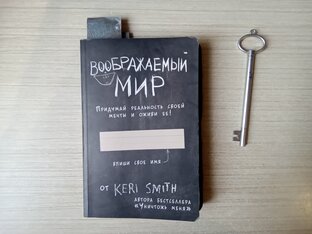 ВООБРАЖАЕМЫЙ
МИР
ПРИДУМАЙ РЕАЛЬНОСТЬ СВОЕЙ
МЕЧТЫ И ОЖИВИ ЕЕ!
ВПИШИ СВОЕ ИМЯ
ОТ KERI SMITH
АВТОРА БЕСТСЕЛЛЕРА
«УНИЧТОЖЬ МЕНЯ»